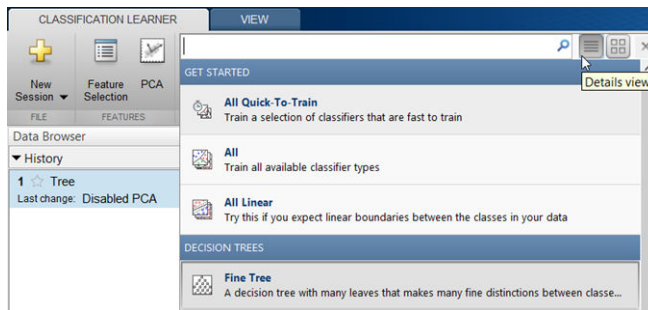 CLASSIFICATION LEARNER
VIEW
New
Session
Feature
Selection
PCA
FILE
FEATURES
Details view
GET STARTED
All Quick-To-Train
Train a selection of classifiers that are fast to train
All
Train all available classifier types
All Linear
Try this if you expect linear boundaries between the classes in your data
DECISION TREES
Fine Tree
A decision tree with many leaves that makes many fine distinctions between classe...
Data Browser
History
1 Tree
Last change: Disabled PCA